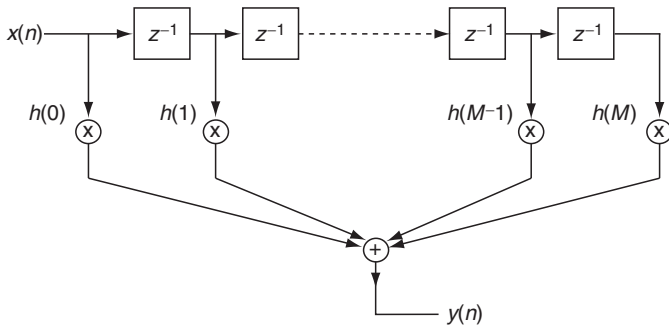 x(n) z⁻¹ z⁻¹ z⁻¹ z⁻¹
h(0) h(1) h(M−1) h(M)
x x x x
+
y(n)